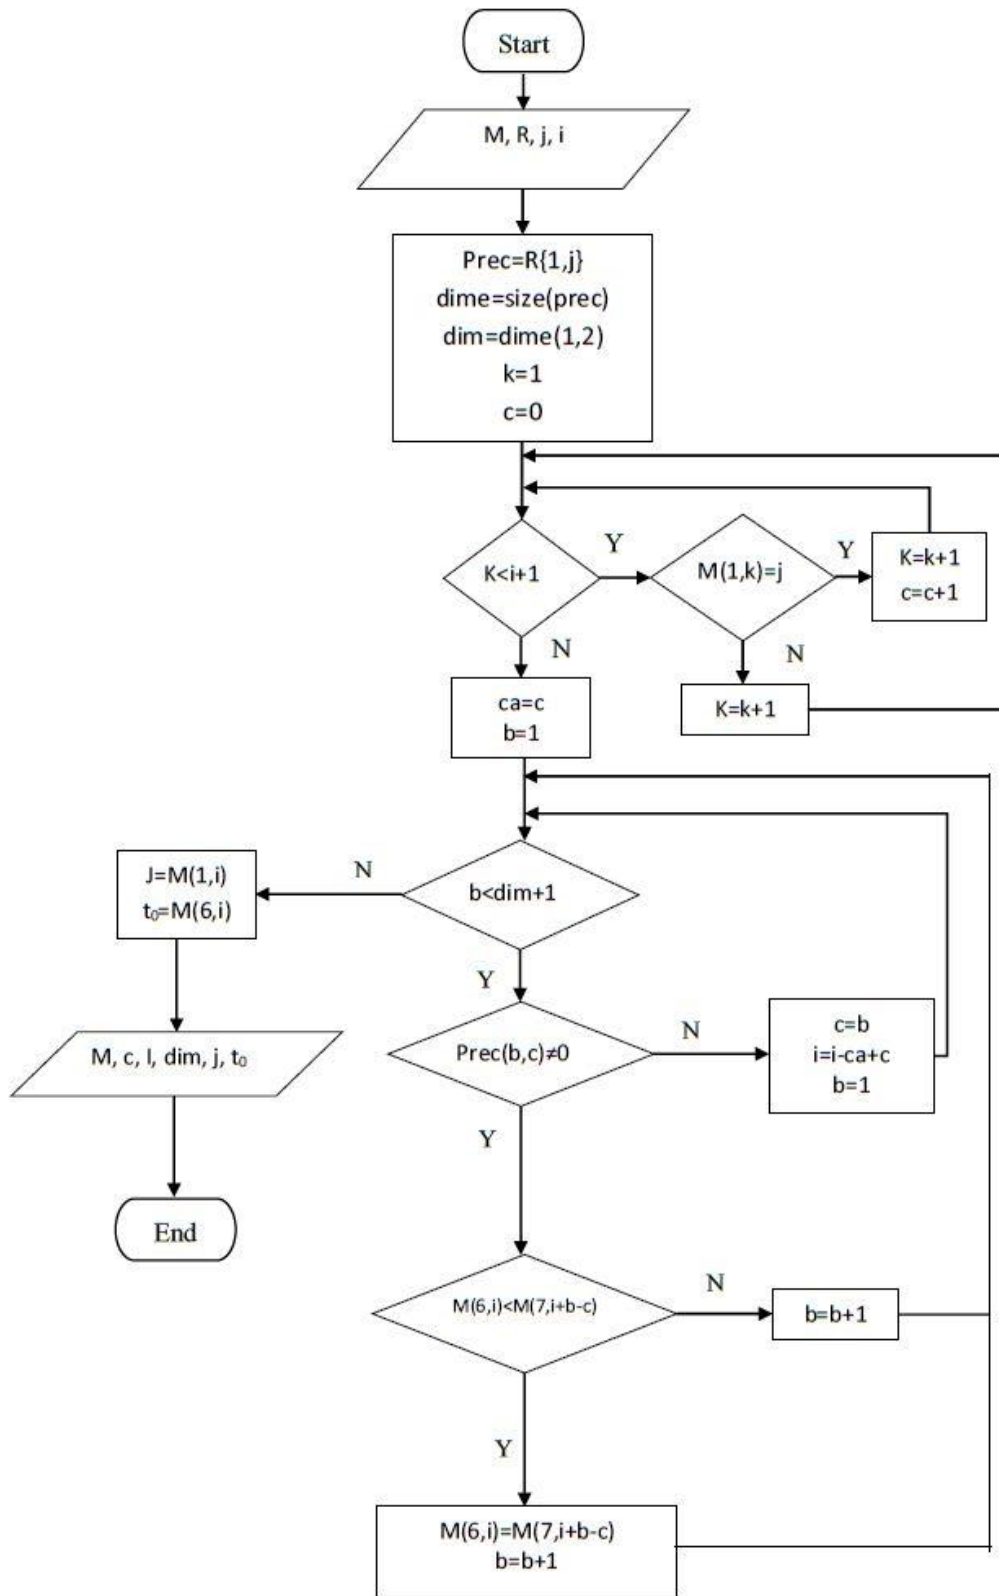 Start
M, R, j, i
Prec=R{1,j}
dime=size(prec)
dim=dime(1,2)
k=1
c=0
K<i+1
Y
M(1,k)=j
Y
K=k+1
c=c+1
N
N
ca=c
b=1
K=k+1
J=M(1,i)
t₀=M(6,i)
N
b<dim+1
Y
Prec(b,c)≠0
N
c=b
i=i-ca+c
b=1
M, c, I, dim, j, t₀
Y
End
M(6,i)<M(7,i+b-c)
N
b=b+1
Y
M(6,i)=M(7,i+b-c)
b=b+1